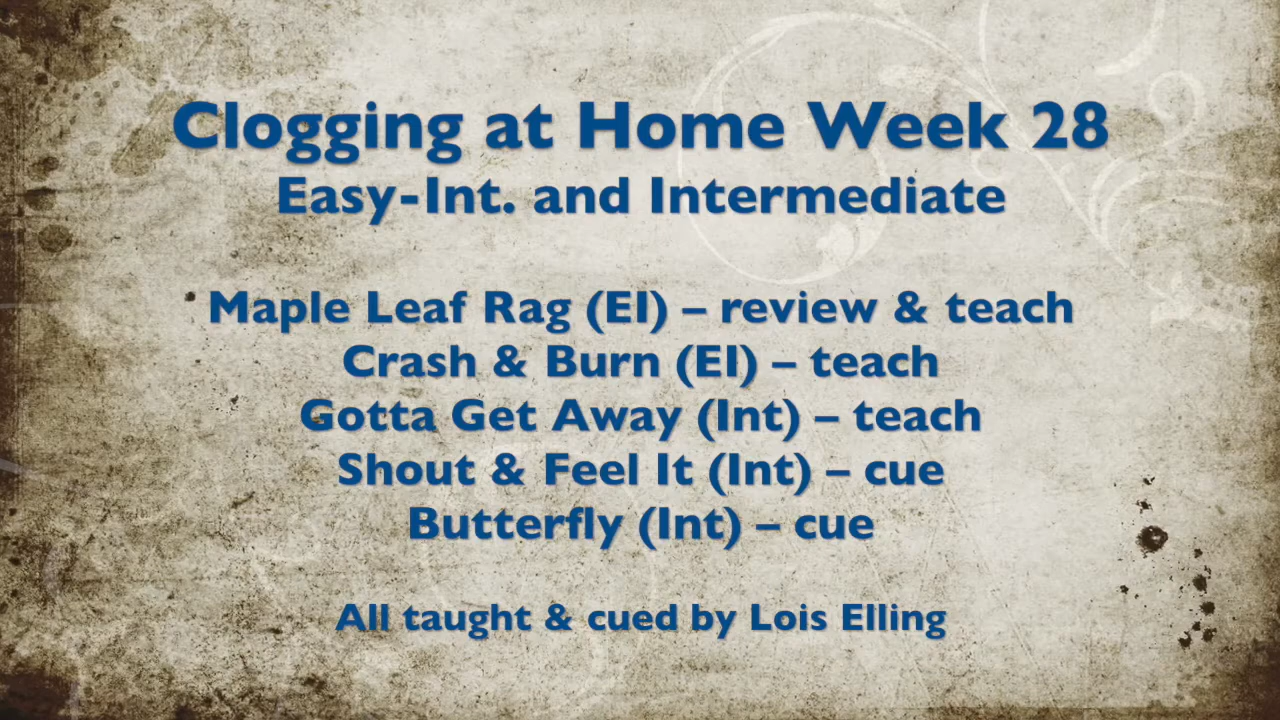 Clogging at Home Week 28
Easy-Int. and Intermediate
Maple Leaf Rag (EI) – review & teach
Crash & Burn (EI) – teach
Gotta Get Away (Int) – teach
Shout & Feel It (Int) – cue
Butterfly (Int) – cue
All taught & cued by Lois Elling